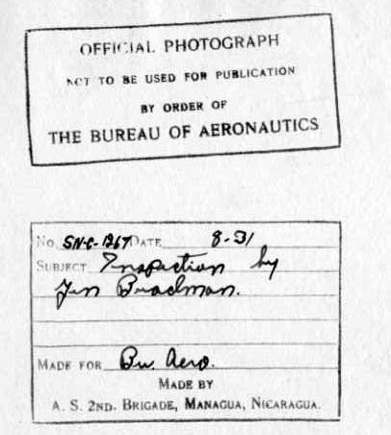 OFFICIAL PHOTOGRAPH
NOT TO BE USED FOR PUBLICATION
BY ORDER OF
THE BUREAU OF AERONAUTICS
No. SN-C-1267 DATE 8-31
SUBJECT Inspection by
Gen Bradman.
MADE FOR Bu. Aero.
MADE BY
A. S. 2ND. BRIGADE, MANAGUA, NICARAGUA.